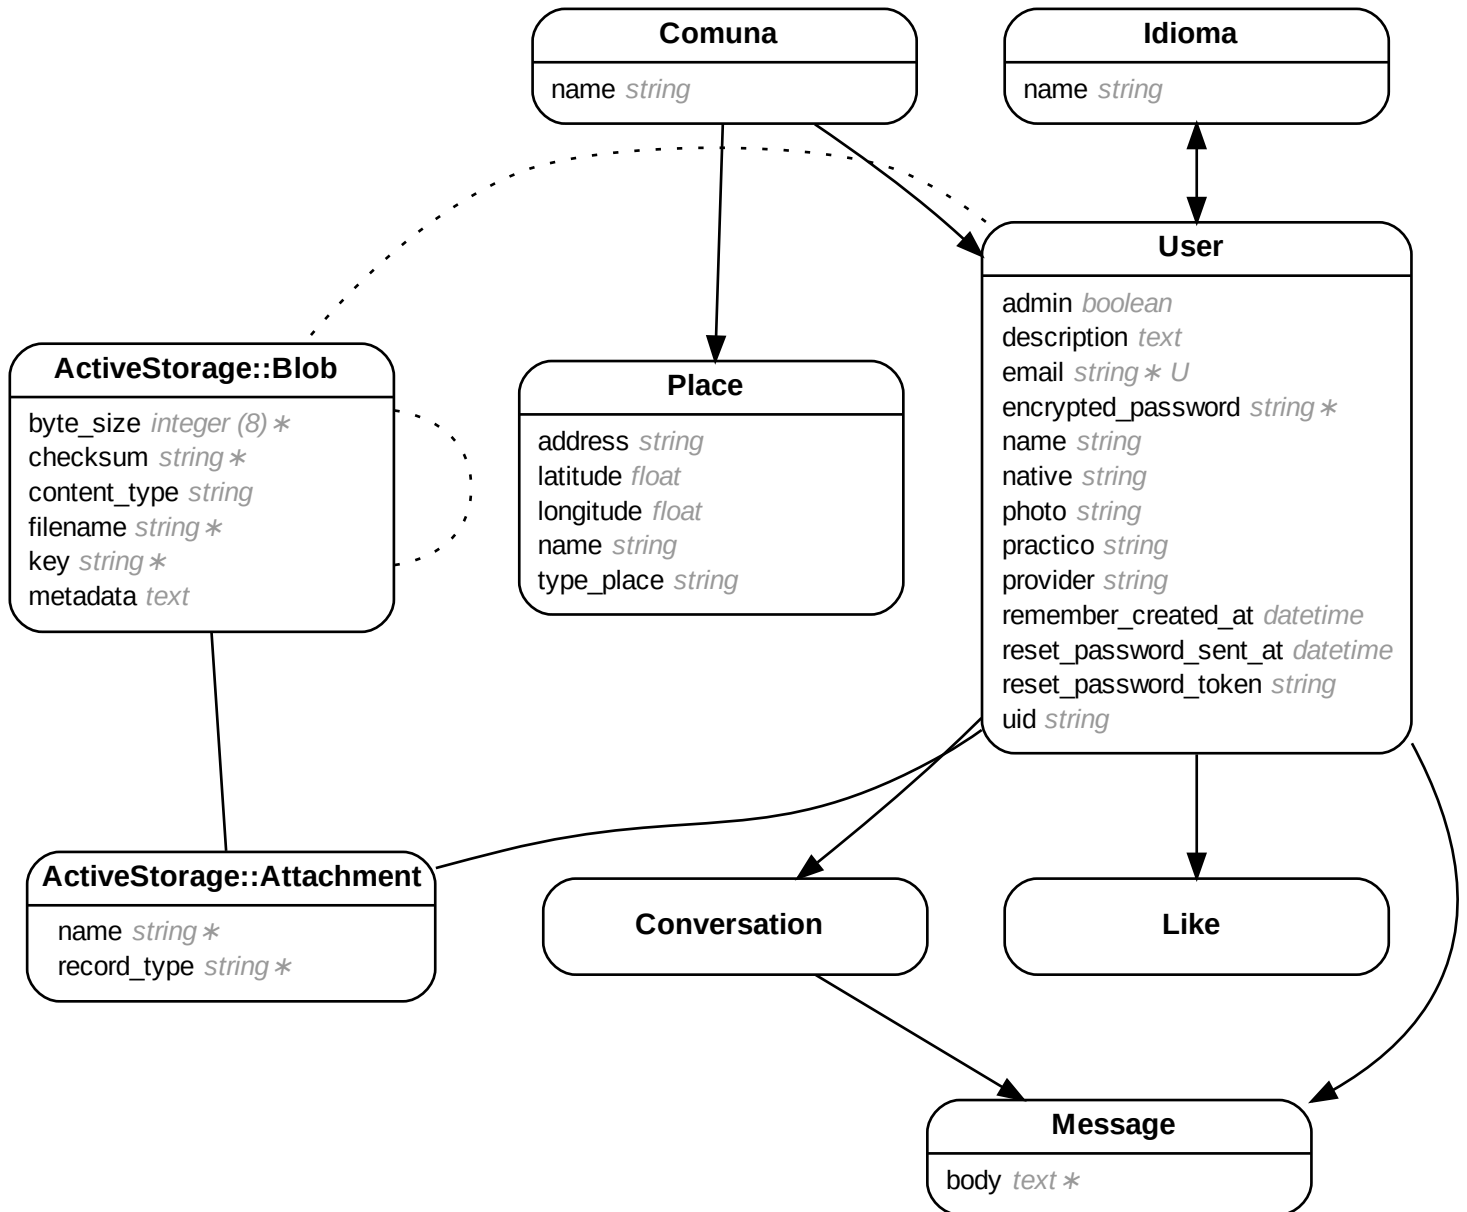 Comuna
name string
Idioma
name string
User
admin boolean
description text
email string∗ U
encrypted_password string∗
name string
native string
photo string
practico string
provider string
remember_created_at datetime
reset_password_sent_at datetime
reset_password_token string
uid string
ActiveStorage::Blob
byte_size integer (8)∗
checksum string∗
content_type string
filename string∗
key string∗
metadata text
Place
address string
latitude float
longitude float
name string
type_place string
ActiveStorage::Attachment
name string∗
record_type string∗
Conversation
Like
Message
body text∗